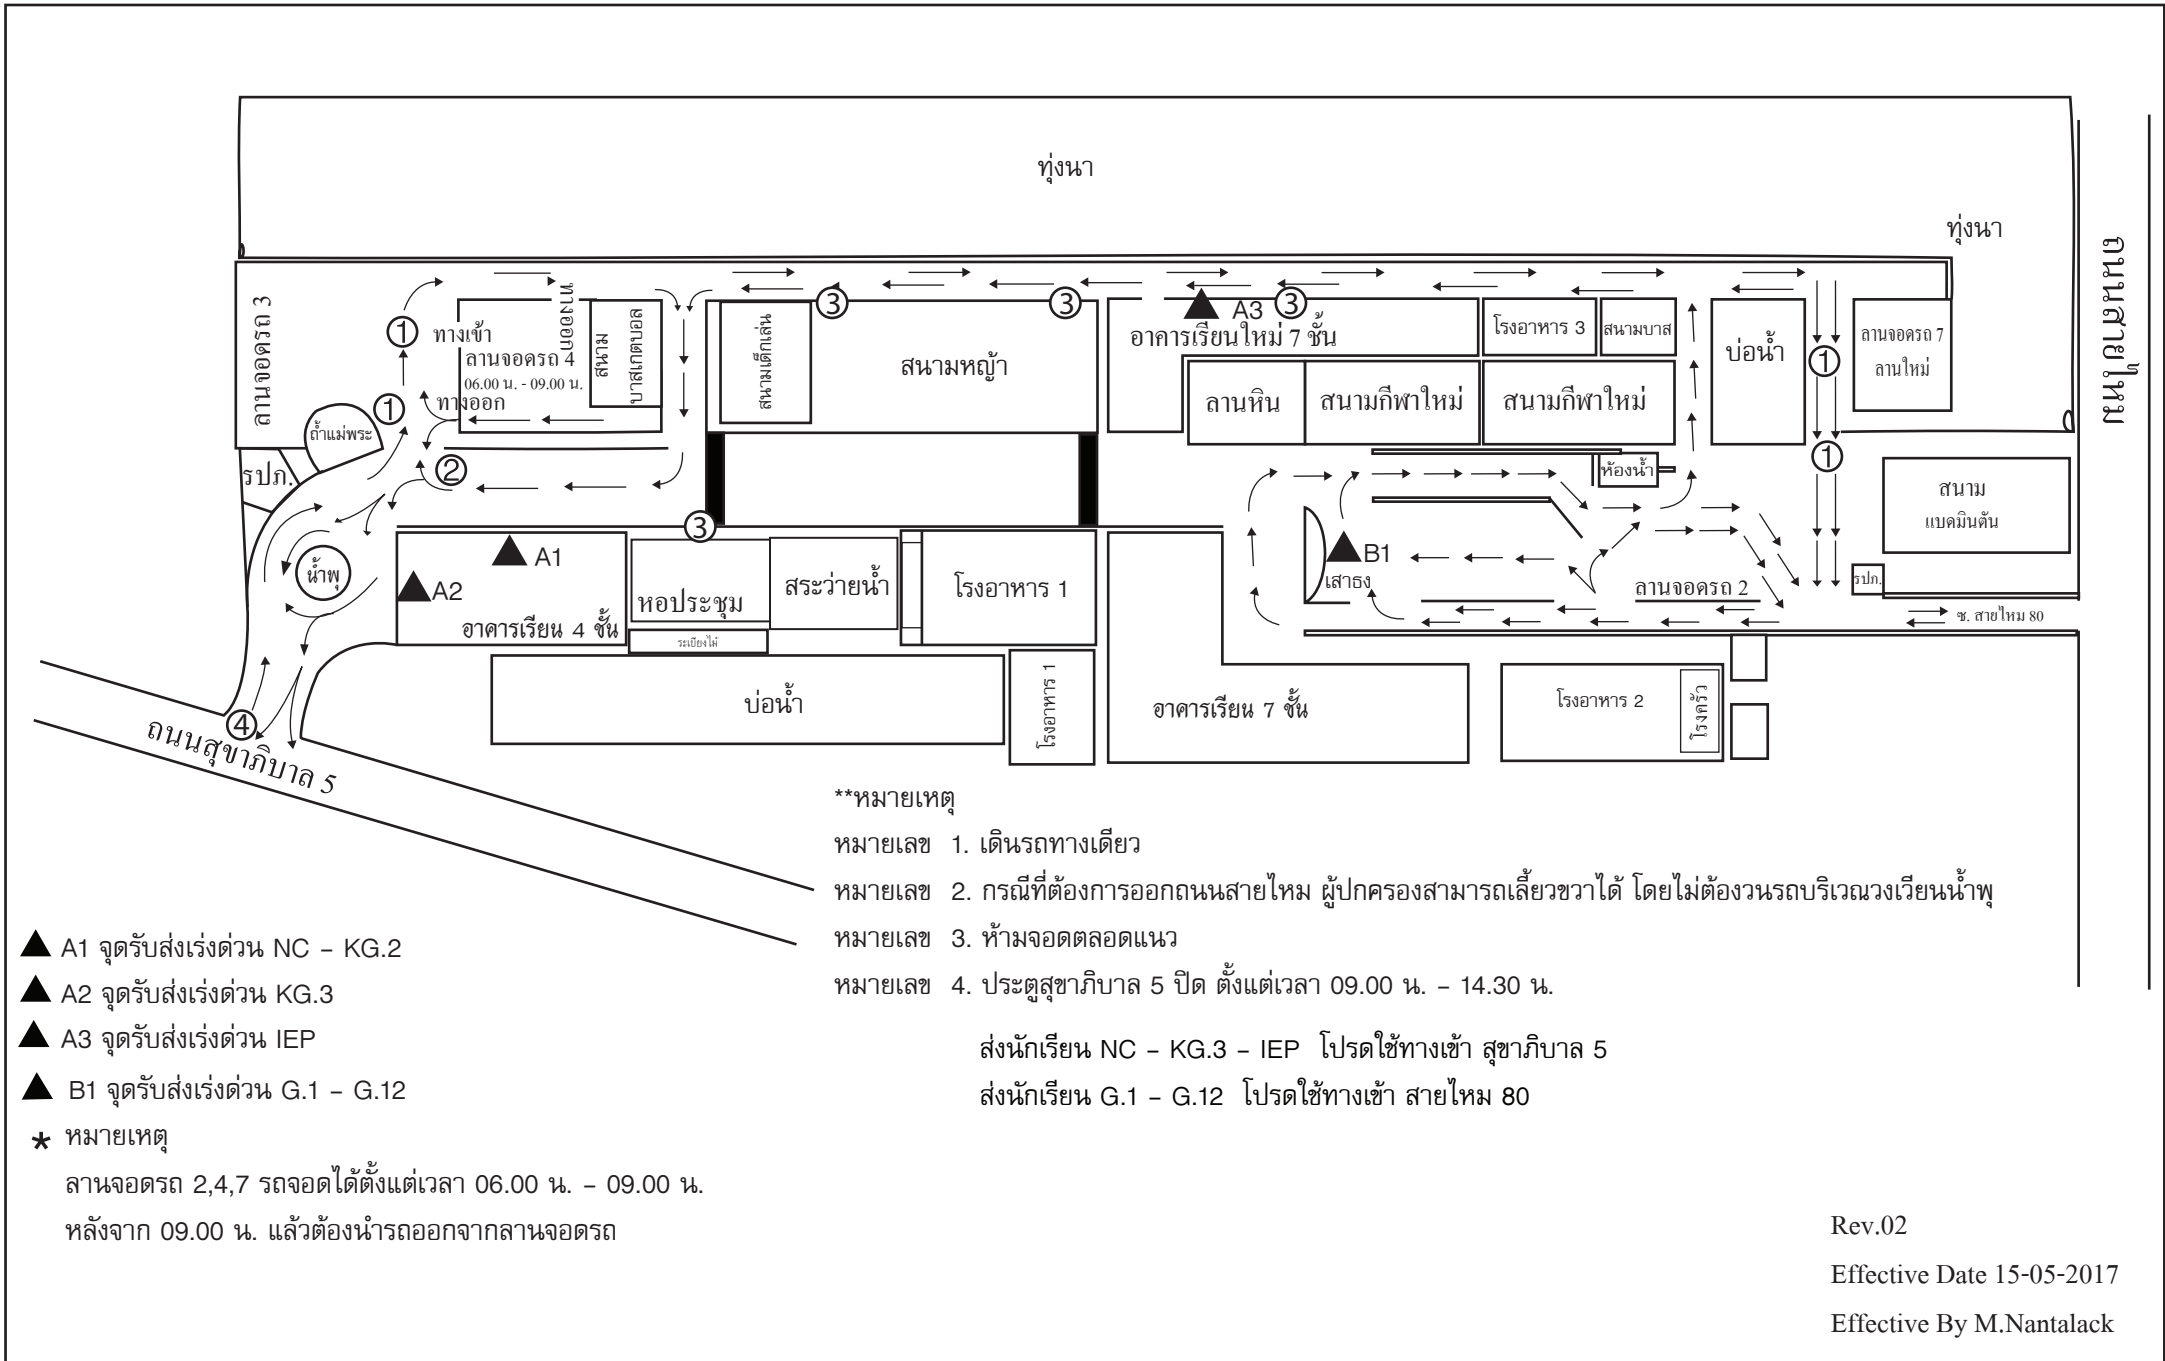 ทุ่งนา
ทุ่งนา
ถนนสายไหม
ลานจอดรถ 3
ทางเข้า
ทางออก
ลานจอดรถ 4
06.00 น. - 09.00 น.
ทางออก
สนาม
บาสเกตบอล
สนามเด็กเล่น
สนามหญ้า
3
3
A3
3
อาคารเรียนใหม่ 7 ชั้น
โรงอาหาร 3
สนามบาส
บ่อน้ำ
ลานจอดรถ 7
ลานใหม่
1
1
1
1
ลานหิน
สนามกีฬาใหม่
สนามกีฬาใหม่
ถ้ำแม่พระ
รปภ.
2
ห้องน้ำ
สนาม
แบดมินตัน
3
น้ำพุ
A1
A2
อาคารเรียน 4 ชั้น
หอประชุม
ระเบียงไม้
สระว่ายน้ำ
โรงอาหาร 1
B1
เสาธง
ลานจอดรถ 2
รปภ.
ซ. สายไหม 80
บ่อน้ำ
โรงอาหาร 1
อาคารเรียน 7 ชั้น
โรงอาหาร 2
โรงครัว
4
ถนนสุขาภิบาล 5
**หมายเหตุ
หมายเลข 1. เดินรถทางเดียว
หมายเลข 2. กรณีที่ต้องการออกถนนสายไหม ผู้ปกครองสามารถเลี้ยวขวาได้ โดยไม่ต้องวนรถบริเวณวงเวียนน้ำพุ
หมายเลข 3. ห้ามจอดตลอดแนว
หมายเลข 4. ประตูสุขาภิบาล 5 ปิด ตั้งแต่เวลา 09.00 น. – 14.30 น.
ส่งนักเรียน NC – KG.3 – IEP โปรดใช้ทางเข้า สุขาภิบาล 5
ส่งนักเรียน G.1 – G.12 โปรดใช้ทางเข้า สายไหม 80
▲ A1 จุดรับส่งเร่งด่วน NC – KG.2
▲ A2 จุดรับส่งเร่งด่วน KG.3
▲ A3 จุดรับส่งเร่งด่วน IEP
▲ B1 จุดรับส่งเร่งด่วน G.1 – G.12
* หมายเหตุ
ลานจอดรถ 2,4,7 รถจอดได้ตั้งแต่เวลา 06.00 น. – 09.00 น.
หลังจาก 09.00 น. แล้วต้องนำรถออกจากลานจอดรถ
Rev.02
Effective Date 15-05-2017
Effective By M.Nantalack